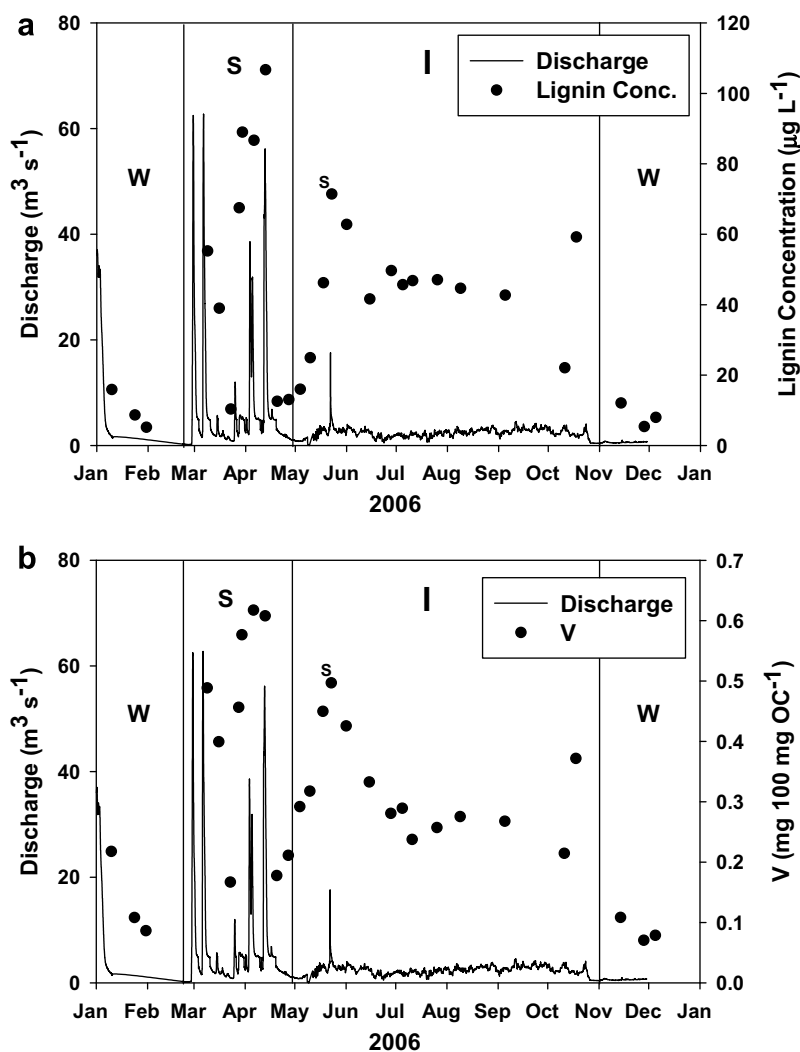 a
80
60
40
20
0
Discharge (m³ s⁻¹)
120
100
80
60
40
20
0
Lignin Concentration (µg L⁻¹)
W
S
I
W
s
Discharge
Lignin Conc.
Jan Feb Mar Apr May Jun Jul Aug Sep Oct Nov Dec Jan
2006
b
80
60
40
20
0
Discharge (m³ s⁻¹)
0.7
0.6
0.5
0.4
0.3
0.2
0.1
0.0
V (mg 100 mg OC⁻¹)
W
S
I
W
s
Discharge
V
Jan Feb Mar Apr May Jun Jul Aug Sep Oct Nov Dec Jan
2006